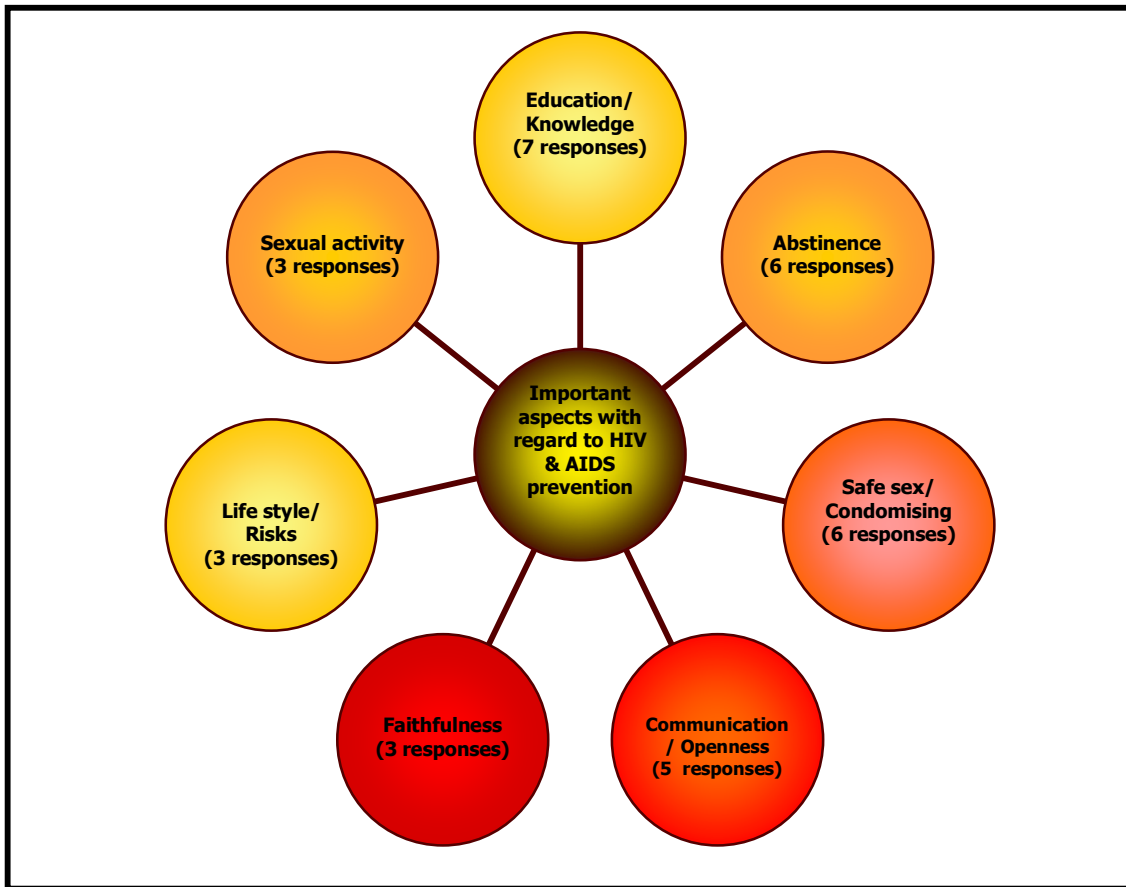 Education/
Knowledge
(7 responses)
Sexual activity
(3 responses)
Abstinence
(6 responses)
Important
aspects with
regard to HIV
& AIDS
prevention
Life style/
Risks
(3 responses)
Safe sex/
Condomising
(6 responses)
Faithfulness
(3 responses)
Communication
/ Openness
(5 responses)